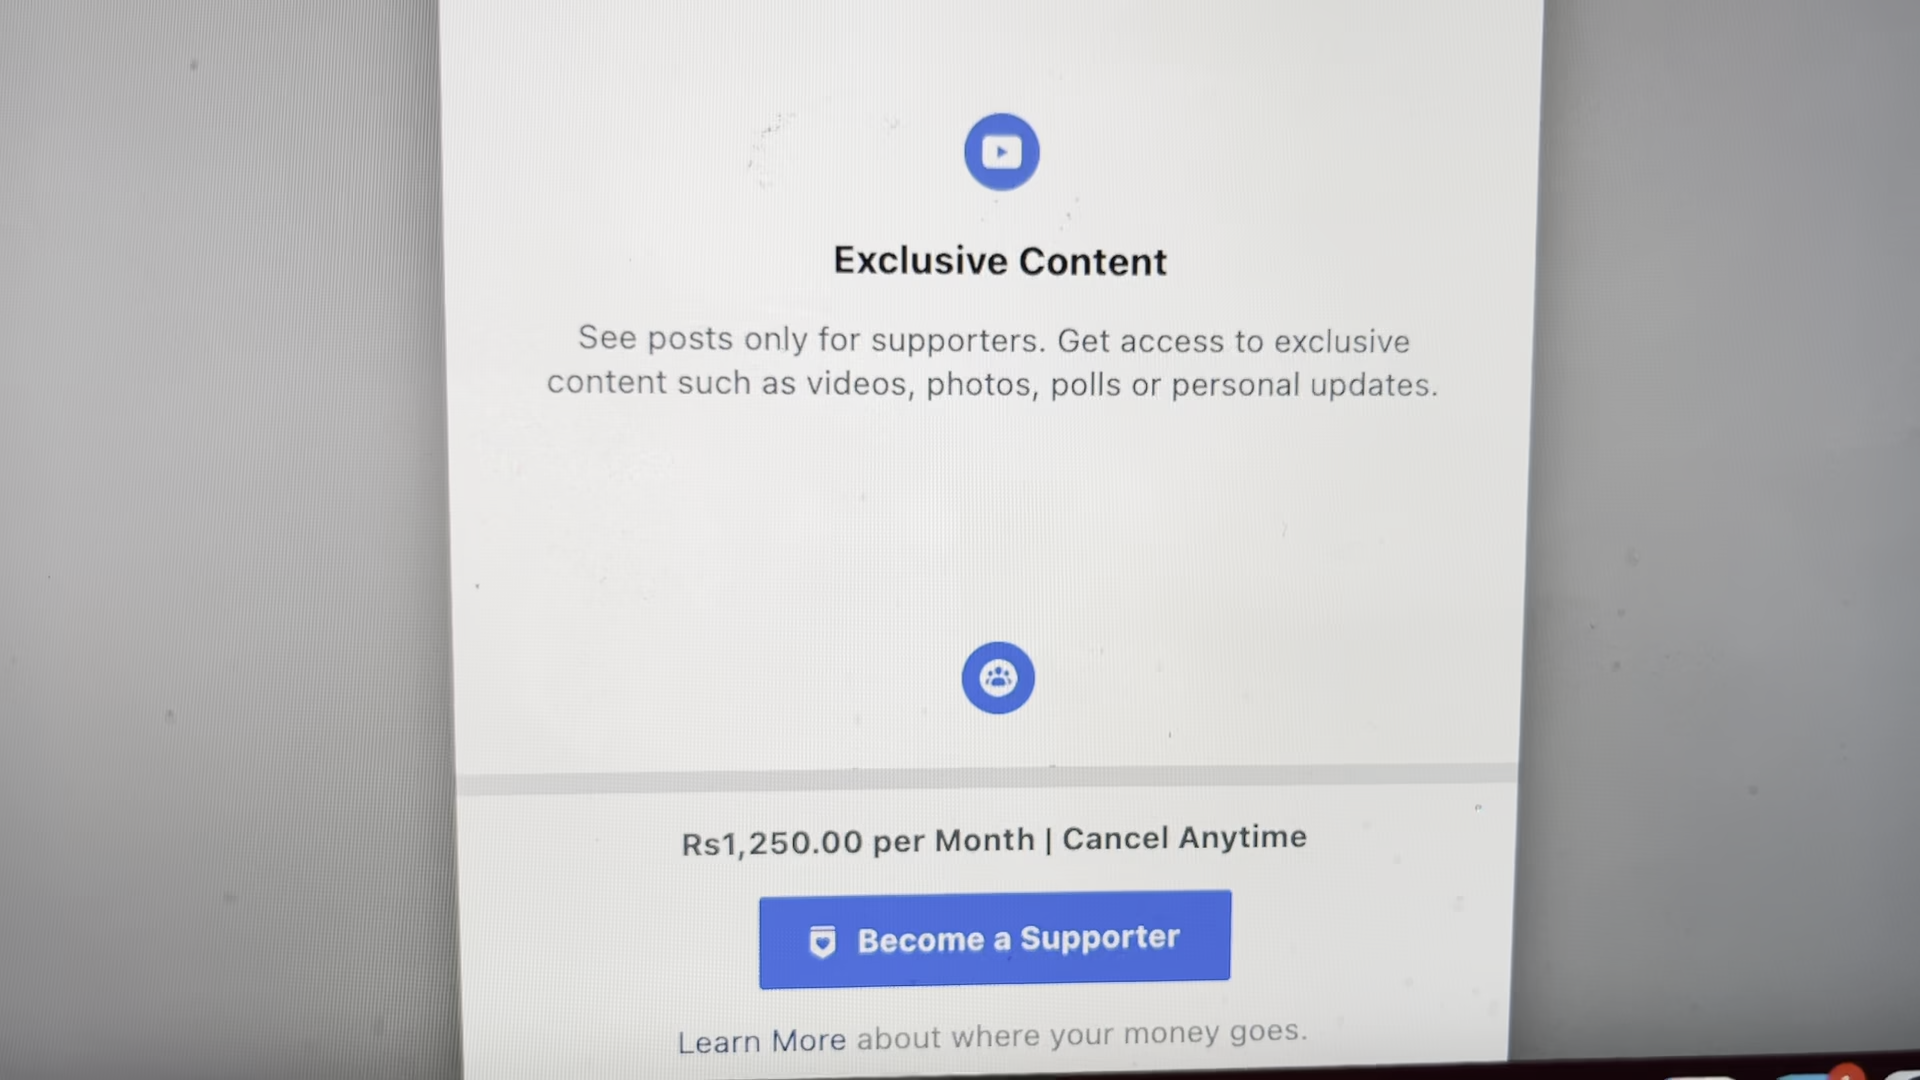 Exclusive Content
See posts only for supporters. Get access to exclusive
content such as videos, photos, polls or personal updates.
Rs1,250.00 per Month | Cancel Anytime
Become a Supporter
Learn More about where your money goes.